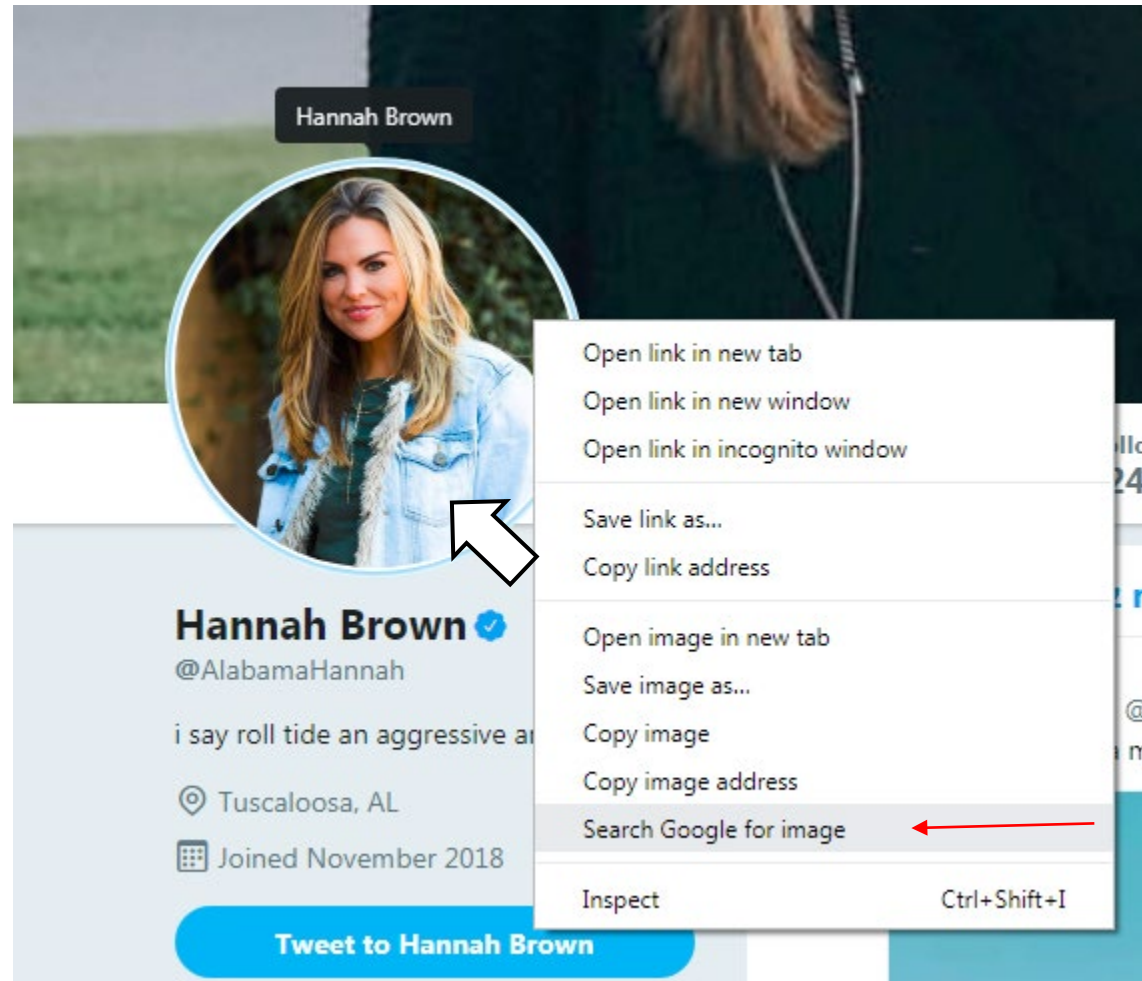 Hannah Brown
Open link in new tab
Open link in new window
Open link in incognito window
Save link as...
Copy link address
Open image in new tab
Save image as...
Copy image
Copy image address
Search Google for image
Inspect Ctrl+Shift+I
Hannah Brown
@AlabamaHannah
i say roll tide an aggressive
Tuscaloosa, AL
Joined November 2018
Tweet to Hannah Brown
24
@